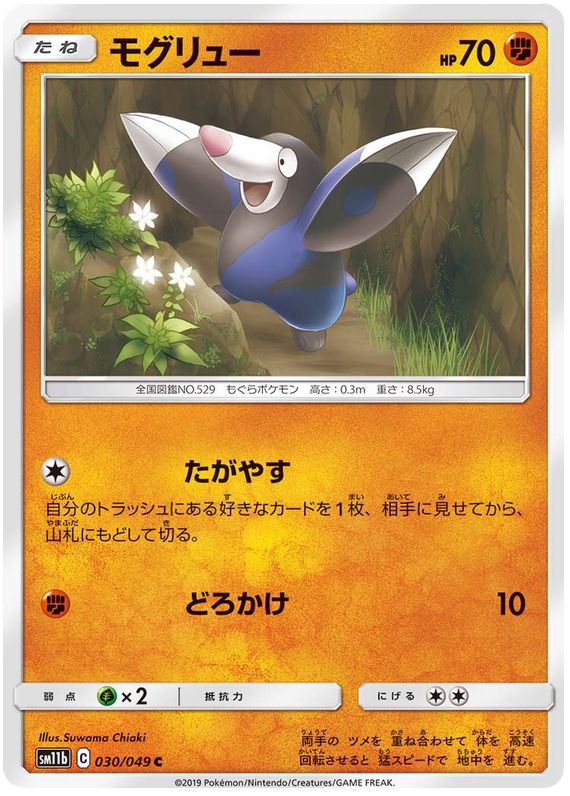 たね モグリュー HP70
全国図鑑NO.529 もぐらポケモン 高さ:0.3m 重さ:8.5kg
たがやす
自分のトラッシュにある好きなカードを1枚、相手に見せてから、
山札にもどして切る。
どろかけ 10
弱点 ×2 抵抗力 にげる
Illus.Suwama Chiaki
sm11b C 030/049 C
両手の ツメを 重ね合わせて 体を 高速
回転させると 猛スピードで 地中を 進む。
©2019 Pokémon/Nintendo/Creatures/GAME FREAK.